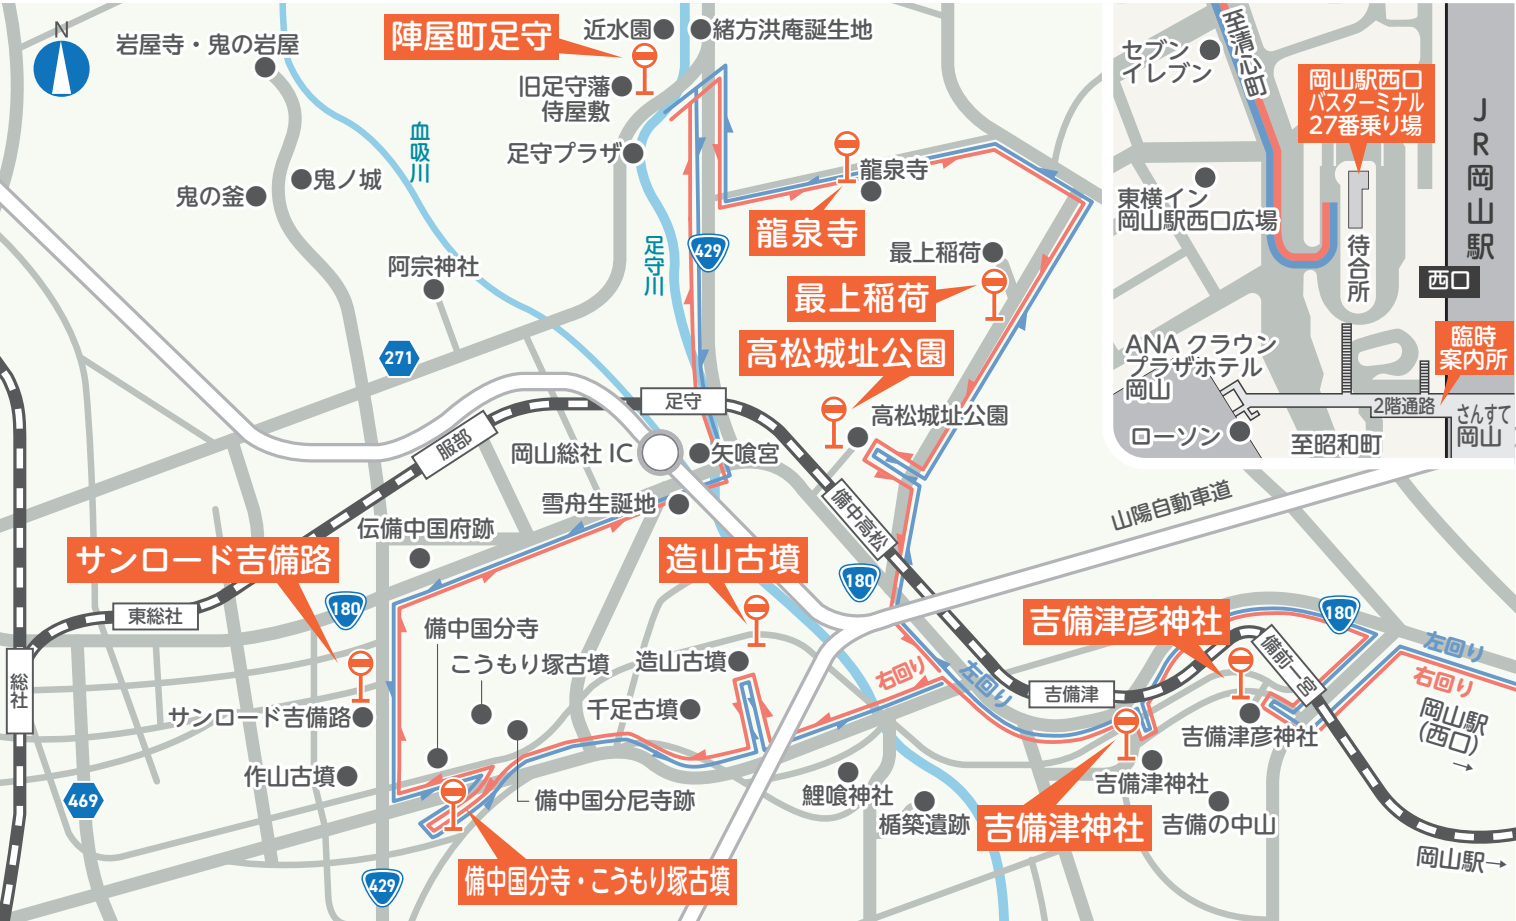 N
岩屋寺・鬼の岩屋
陣屋町足守
近水園
緒方洪庵誕生地
旧足守藩
侍屋敷
血吸川
足守プラザ
鬼ノ城
鬼の釜
龍泉寺
龍泉寺
足守川
429
阿宗神社
最上稲荷
最上稲荷
高松城址公園
271
足守
高松城址公園
服部
岡山総社 IC
矢喰宮
雪舟生誕地
備中高松
山陽自動車道
伝備中国府跡
サンロード吉備路
造山古墳
180
180
東総社
総社
備中国分寺
こうもり塚古墳
造山古墳
右回り
左回り
吉備津
吉備津彦神社
180
備前一宮
左回り
右回り
岡山駅
(西口)
→
サンロード吉備路
千足古墳
吉備津彦神社
作山古墳
備中国分尼寺跡
鯉喰神社
吉備津神社
469
楯築遺跡
吉備津神社
吉備の中山
岡山駅→
備中国分寺・こうもり塚古墳
429
至清心町
セブン
イレブン
岡山駅西口
バスターミナル
27番乗り場
JR岡山駅
東横イン
岡山駅西口広場
待合所
西口
ANA クラウン
プラザホテル
岡山
臨時
案内所
2階通路
さんすて
岡山
ローソン
至昭和町